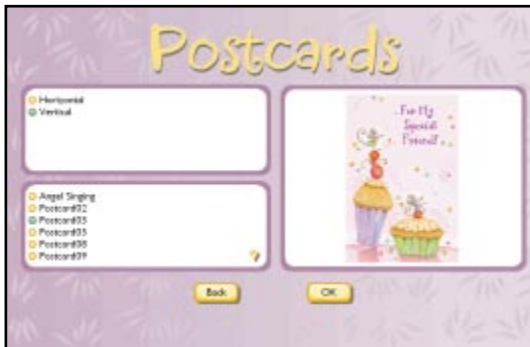 Postcards
Horizontal
Vertical
Angel Singing
Postcard02
Postcard03
Postcard05
Postcard08
Postcard09
For My
Special
Friend!
Back
OK